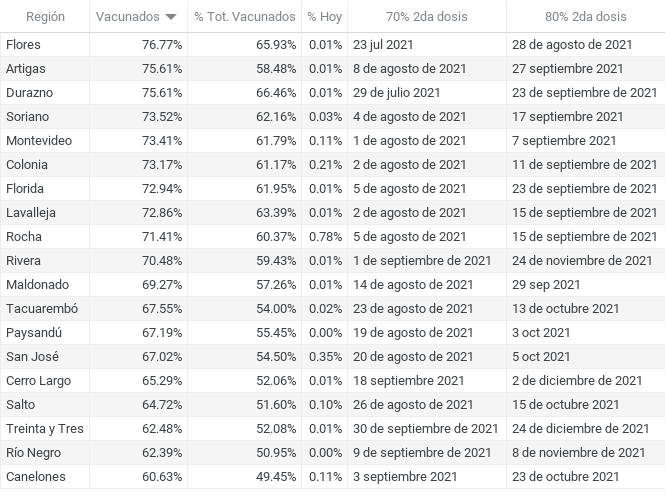 Región Vacunados % Tot. Vacunados % Hoy 70% 2da dosis 80% 2da dosis
Flores 76.77% 65.93% 0.01% 23 jul 2021 28 de agosto de 2021
Artigas 75.61% 58.48% 0.01% 8 de agosto de 2021 27 septiembre 2021
Durazno 75.61% 66.46% 0.01% 29 de julio 2021 23 de septiembre de 2021
Soriano 73.52% 62.16% 0.03% 4 de agosto de 2021 17 septiembre 2021
Montevideo 73.41% 61.79% 0.11% 1 de agosto de 2021 7 septiembre 2021
Colonia 73.17% 61.17% 0.21% 2 de agosto de 2021 11 de septiembre de 2021
Florida 72.94% 61.95% 0.01% 5 de agosto de 2021 23 de septiembre de 2021
Lavalleja 72.86% 63.39% 0.01% 2 de agosto de 2021 15 de septiembre de 2021
Rocha 71.41% 60.37% 0.78% 5 de agosto de 2021 15 de septiembre de 2021
Rivera 70.48% 59.43% 0.01% 1 de septiembre de 2021 24 de noviembre de 2021
Maldonado 69.27% 57.26% 0.01% 14 de agosto de 2021 29 sep 2021
Tacuarembó 67.55% 54.00% 0.02% 23 de agosto de 2021 13 de octubre 2021
Paysandú 67.19% 55.45% 0.00% 19 de agosto de 2021 3 oct 2021
San José 67.02% 54.50% 0.35% 20 de agosto de 2021 5 oct 2021
Cerro Largo 65.29% 52.06% 0.01% 18 septiembre 2021 2 de diciembre de 2021
Salto 64.72% 51.60% 0.10% 26 de agosto de 2021 15 de octubre 2021
Treinta y Tres 62.48% 52.08% 0.01% 30 de septiembre de 2021 24 de diciembre de 2021
Río Negro 62.39% 50.95% 0.00% 9 de septiembre de 2021 8 de noviembre de 2021
Canelones 60.63% 49.45% 0.11% 3 septiembre 2021 23 de octubre 2021